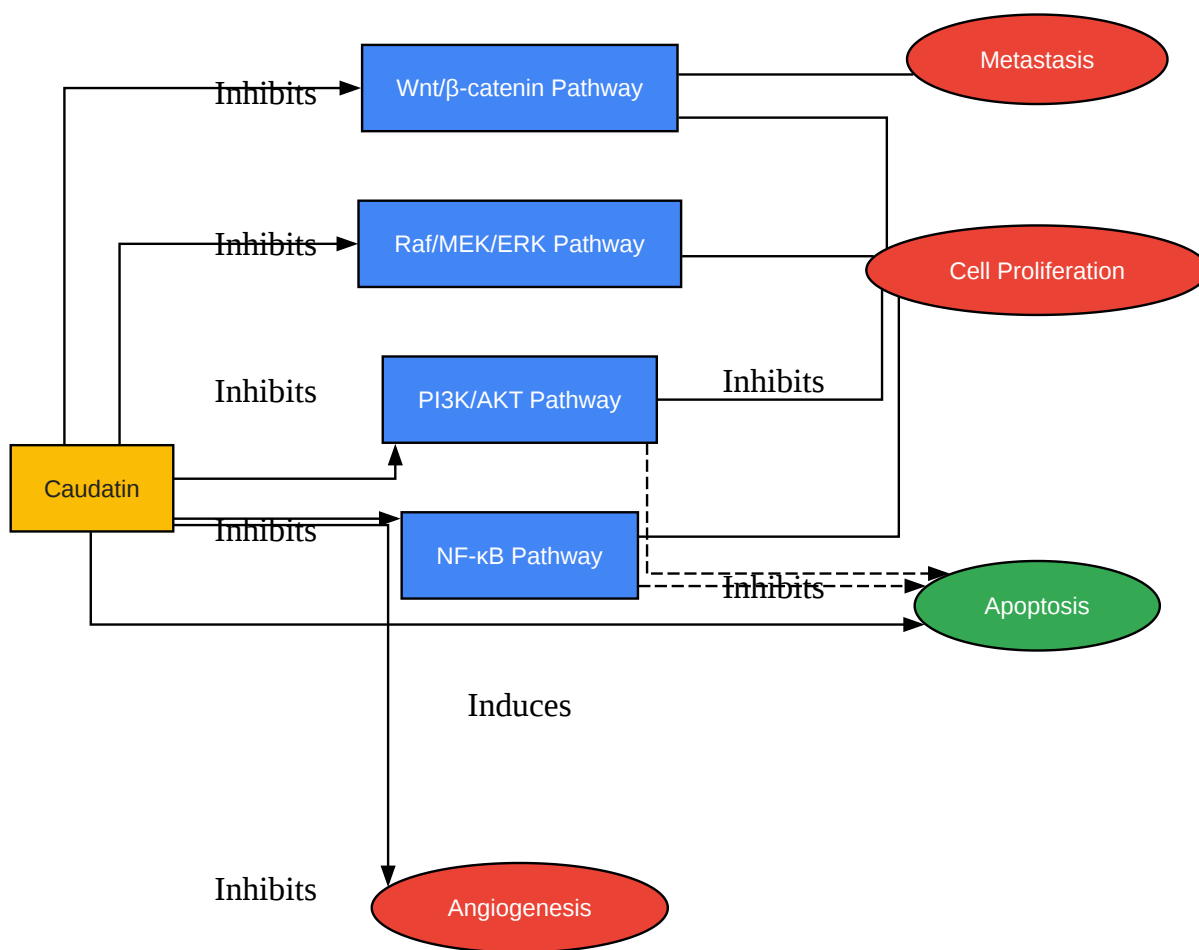 Metastasis
Wnt/β-catenin Pathway
Inhibits
Raf/MEK/ERK Pathway
Inhibits
Cell Proliferation
Inhibits
PI3K/AKT Pathway
Inhibits
Caudatin
Inhibits
NF-κB Pathway
Inhibits
Apoptosis
Induces
Inhibits
Angiogenesis